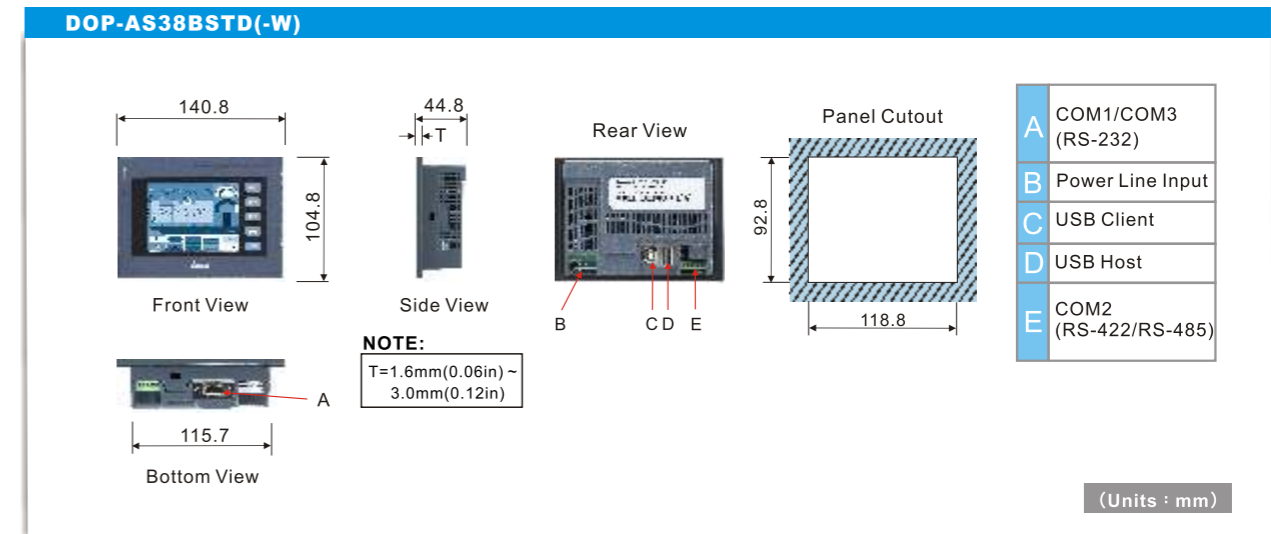 DOP-AS38BSTD(-W)
140.8
104.8
Front View
44.8
T
Side View
Rear View
B
C D E
Panel Cutout
92.8
118.8
A
COM1/COM3
(RS-232)
B
Power Line Input
C
USB Client
D
USB Host
E
COM2
(RS-422/RS-485)
NOTE:
T=1.6mm(0.06in) ~
3.0mm(0.12in)
A
115.7
Bottom View
(Units : mm)